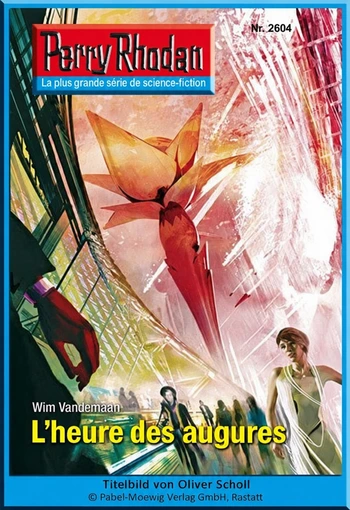 Perry Rhodan
Nr. 2604
La plus grande série de science-fiction
Wim Vandemaan
L'heure des augures
Titelbild von Oliver Scholl
© Pabel-Moewig Verlag GmbH, Rastatt